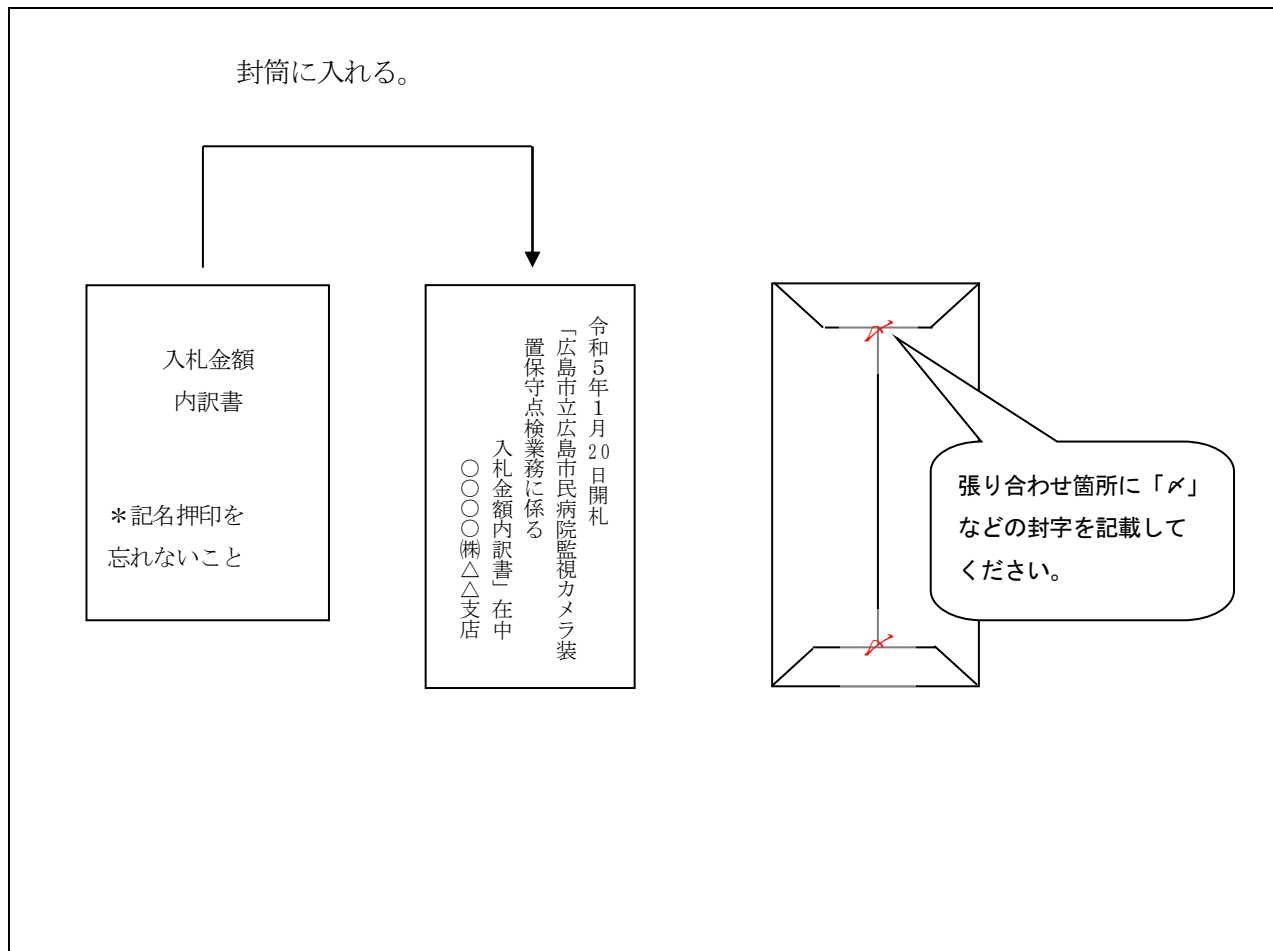 封筒に入れる。
入札金額
内訳書
＊記名押印を
忘れないこと
令和５年１月20日開札
「広島市立広島市民病院監視カメラ装
置保守点検業務に係る
入札金額内訳書」在中
○○○○㈱△△支店
〆
〆
張り合わせ箇所に「〆」
などの封字を記載して
ください。